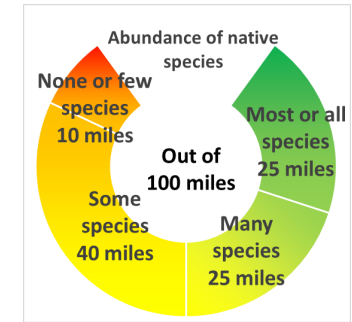 Abundance of native
species
None or few
species
10 miles
Most or all
species
25 miles
Out of
100 miles
Some
species
40 miles
Many
species
25 miles